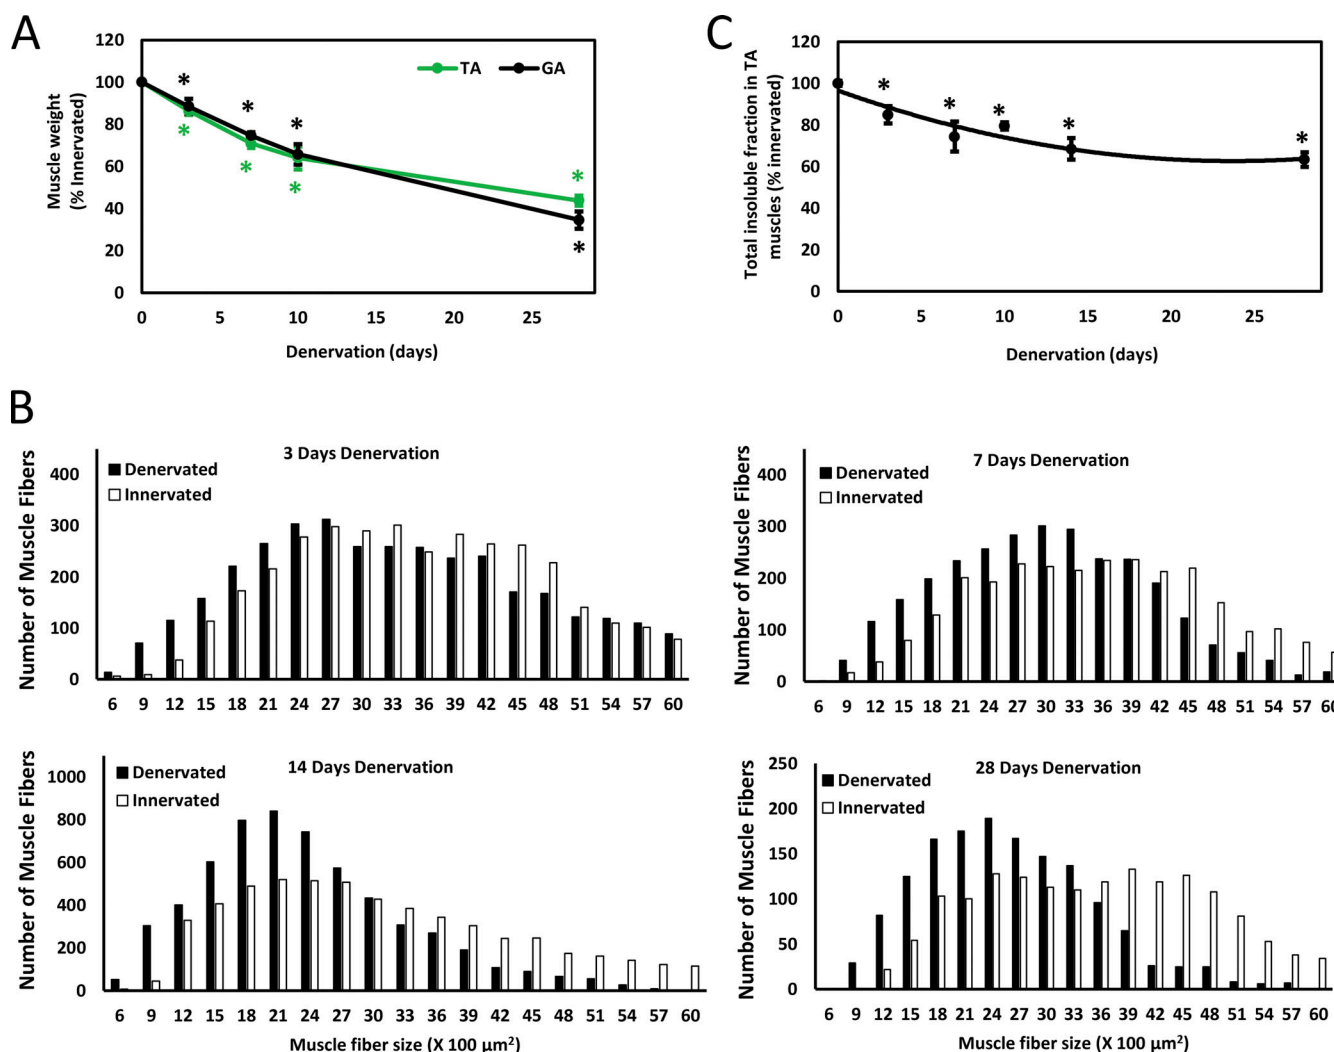 A
120
100
80
60
40
20
0
Muscle weight
(% Innervated)
TA
GA
*
*
*
*
*
*
*
*
0 5 10 15 20 25
Denervation (days)
C
120
100
80
60
40
20
0
Total insoluble fraction in TA
muscles (% innervated)
*
*
*
*
*
0 5 10 15 20 25
Denervation (days)
B
3 Days Denervation
Denervated
Innervated
Number of Muscle Fibers
400
300
200
100
0
6 9 12 15 18 21 24 27 30 33 36 39 42 45 48 51 54 57 60
7 Days Denervation
Denervated
Innervated
Number of Muscle Fibers
400
300
200
100
0
6 9 12 15 18 21 24 27 30 33 36 39 42 45 48 51 54 57 60
14 Days Denervation
Denervated
Innervated
Number of Muscle Fibers
1000
800
600
400
200
0
6 9 12 15 18 21 24 27 30 33 36 39 42 45 48 51 54 57 60
Muscle fiber size (X 100 µm²)
28 Days Denervation
Denervated
Innervated
Number of Muscle Fibers
250
200
150
100
50
0
6 9 12 15 18 21 24 27 30 33 36 39 42 45 48 51 54 57 60
Muscle fiber size (X 100 µm²)